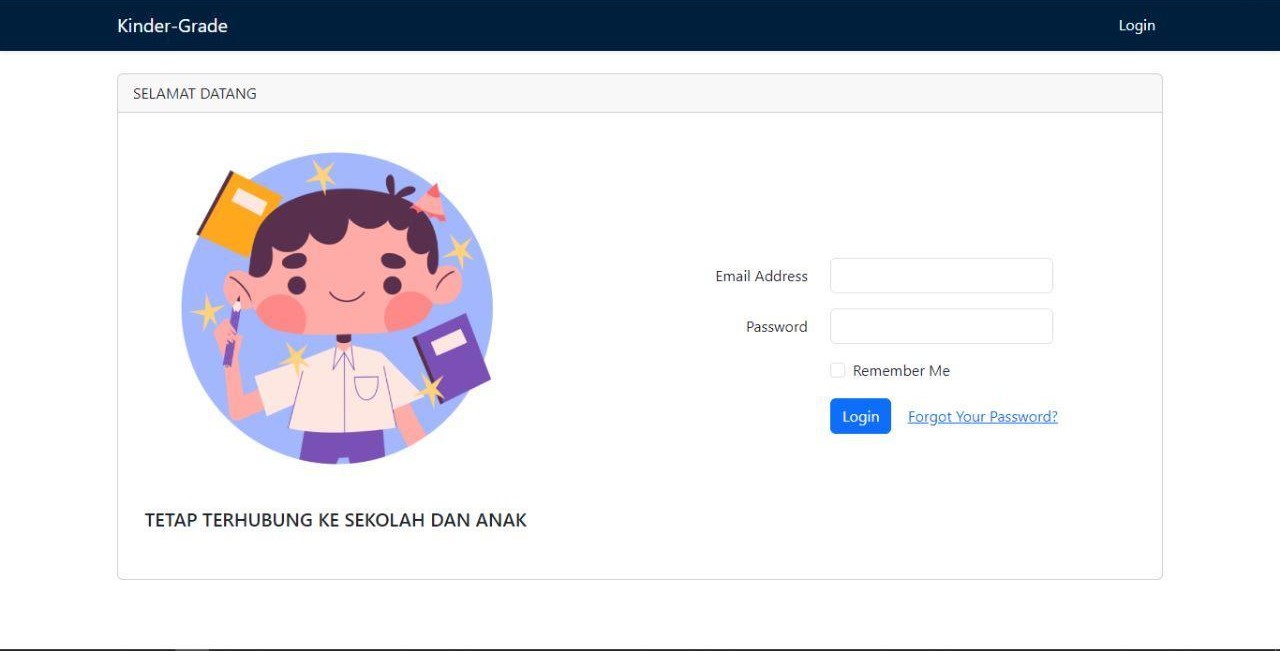 Kinder-Grade
Login
SELAMAT DATANG
Email Address
Password
Remember Me
Login
Forgot Your Password?
TETAP TERHUBUNG KE SEKOLAH DAN ANAK